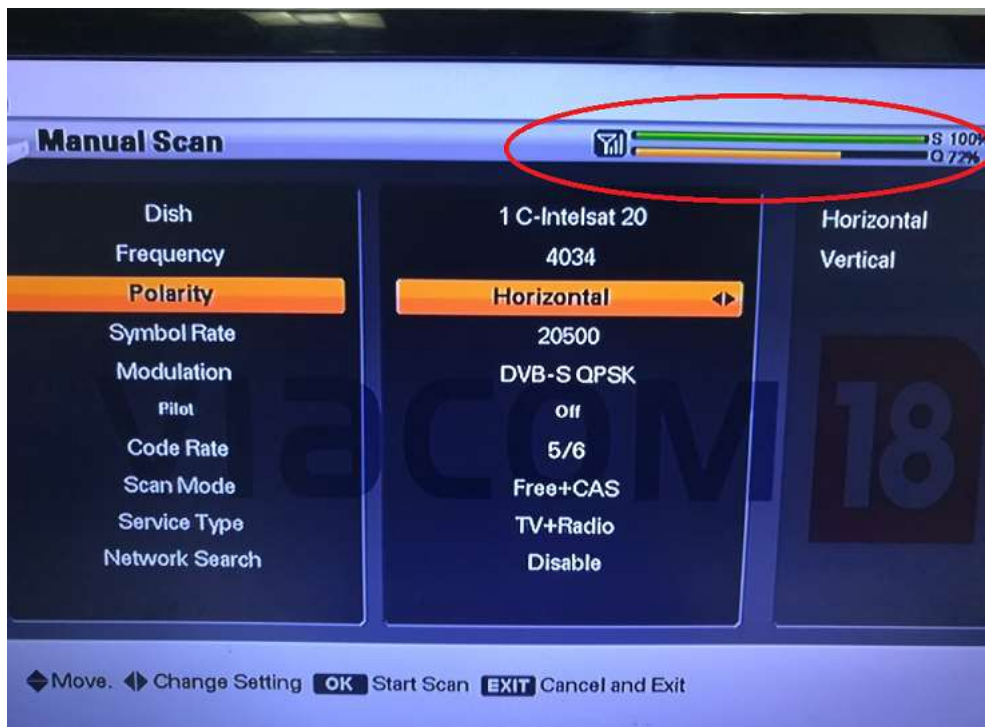 Manual Scan
S 100%
Q 72%
Dish 1 C-Intelsat 20 Horizontal
Frequency 4034 Vertical
Polarity Horizontal
Symbol Rate 20500
Modulation DVB-S QPSK
Pilot Off
Code Rate 5/6
Scan Mode Free+CAS
Service Type TV+Radio
Network Search Disable
VIACOM 18
Move. Change Setting OK Start Scan EXIT Cancel and Exit